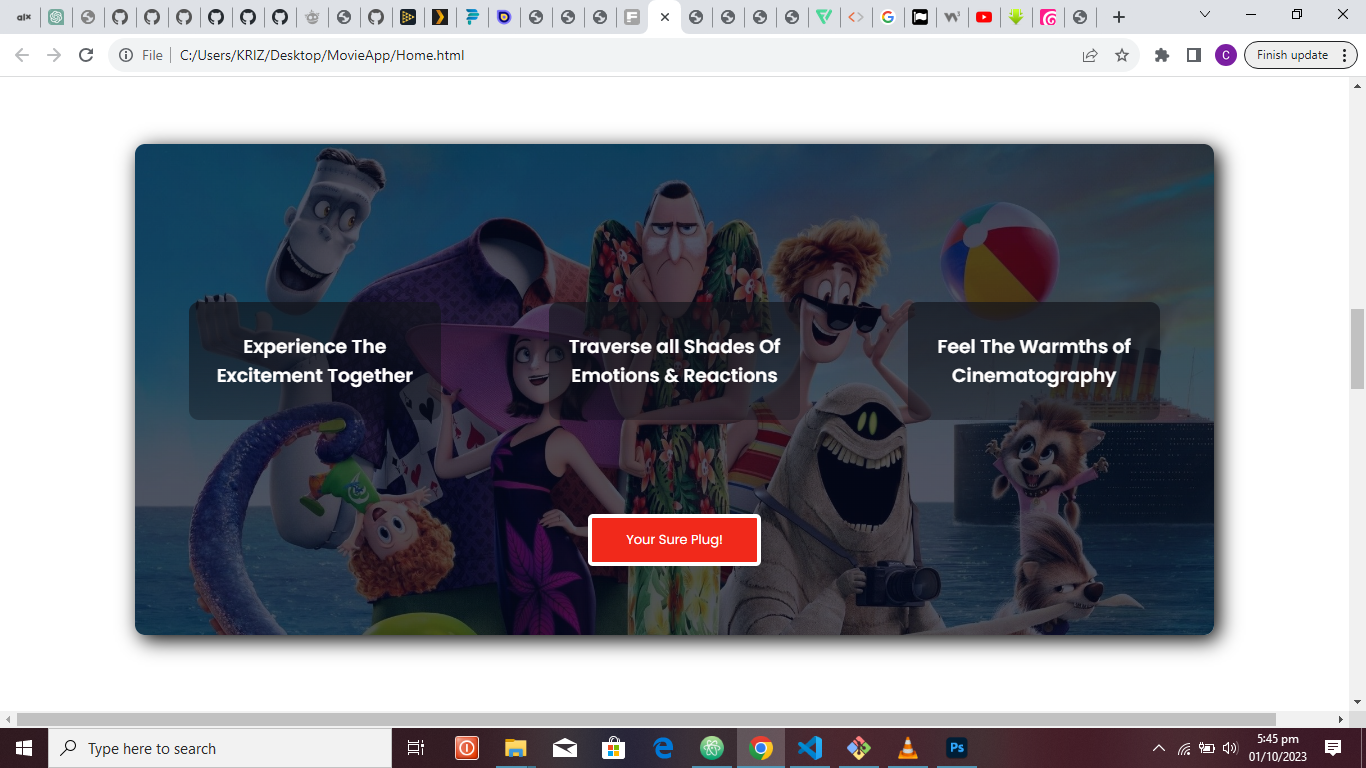 alx
F
W3
File
C:/Users/KRIZ/Desktop/MovieApp/Home.html
C
Finish update
Experience The
Excitement Together
Traverse all Shades Of
Emotions & Reactions
Feel The Warmths of
Cinematography
Your Sure Plug!
Type here to search
Ps
5:45 pm
01/10/2023